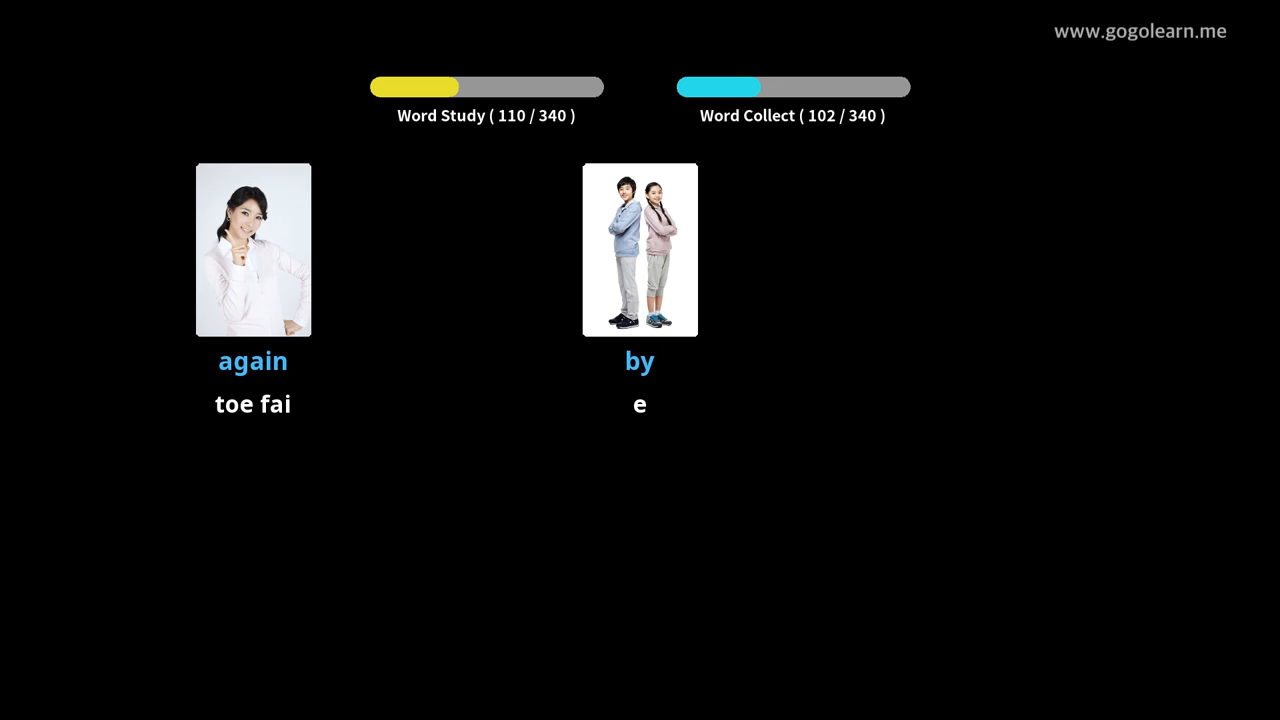 www.gogolearn.me
Word Study ( 110 / 340 )
Word Collect ( 102 / 340 )
again
toe fai
by
e